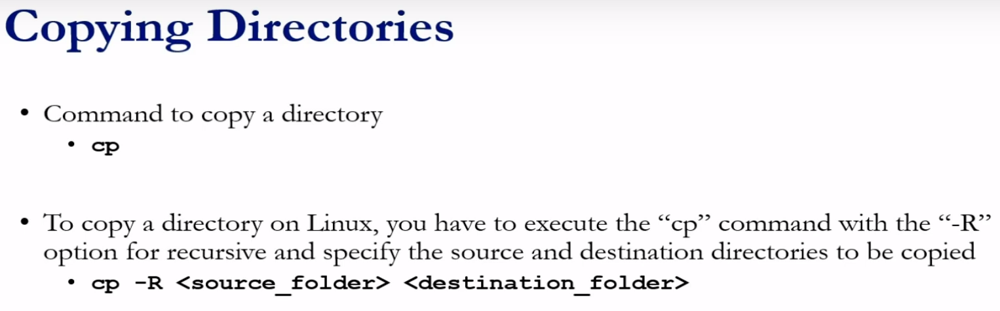 Copying Directories
• Command to copy a directory
• cp
• To copy a directory on Linux, you have to execute the “cp” command with the “-R”
option for recursive and specify the source and destination directories to be copied
• cp -R <source_folder> <destination_folder>